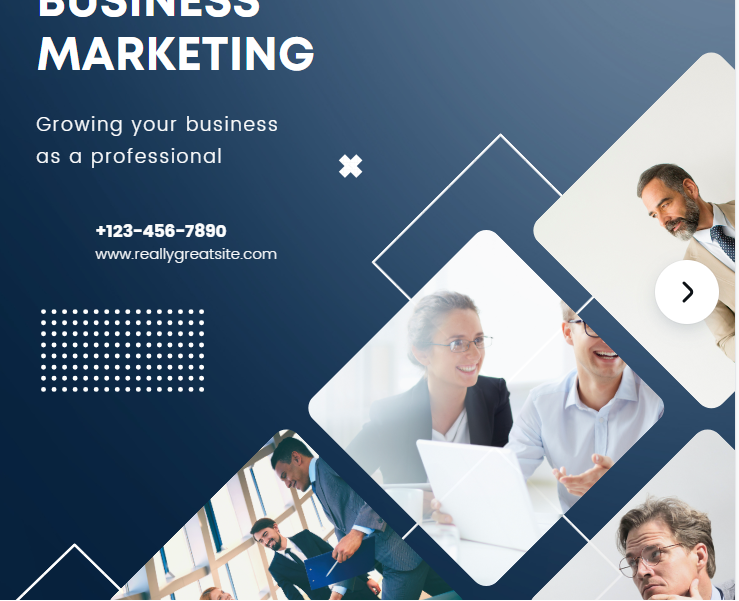 BUSINESS
MARKETING
Growing your business
as a professional
+123-456-7890
www.reallygreatsite.com